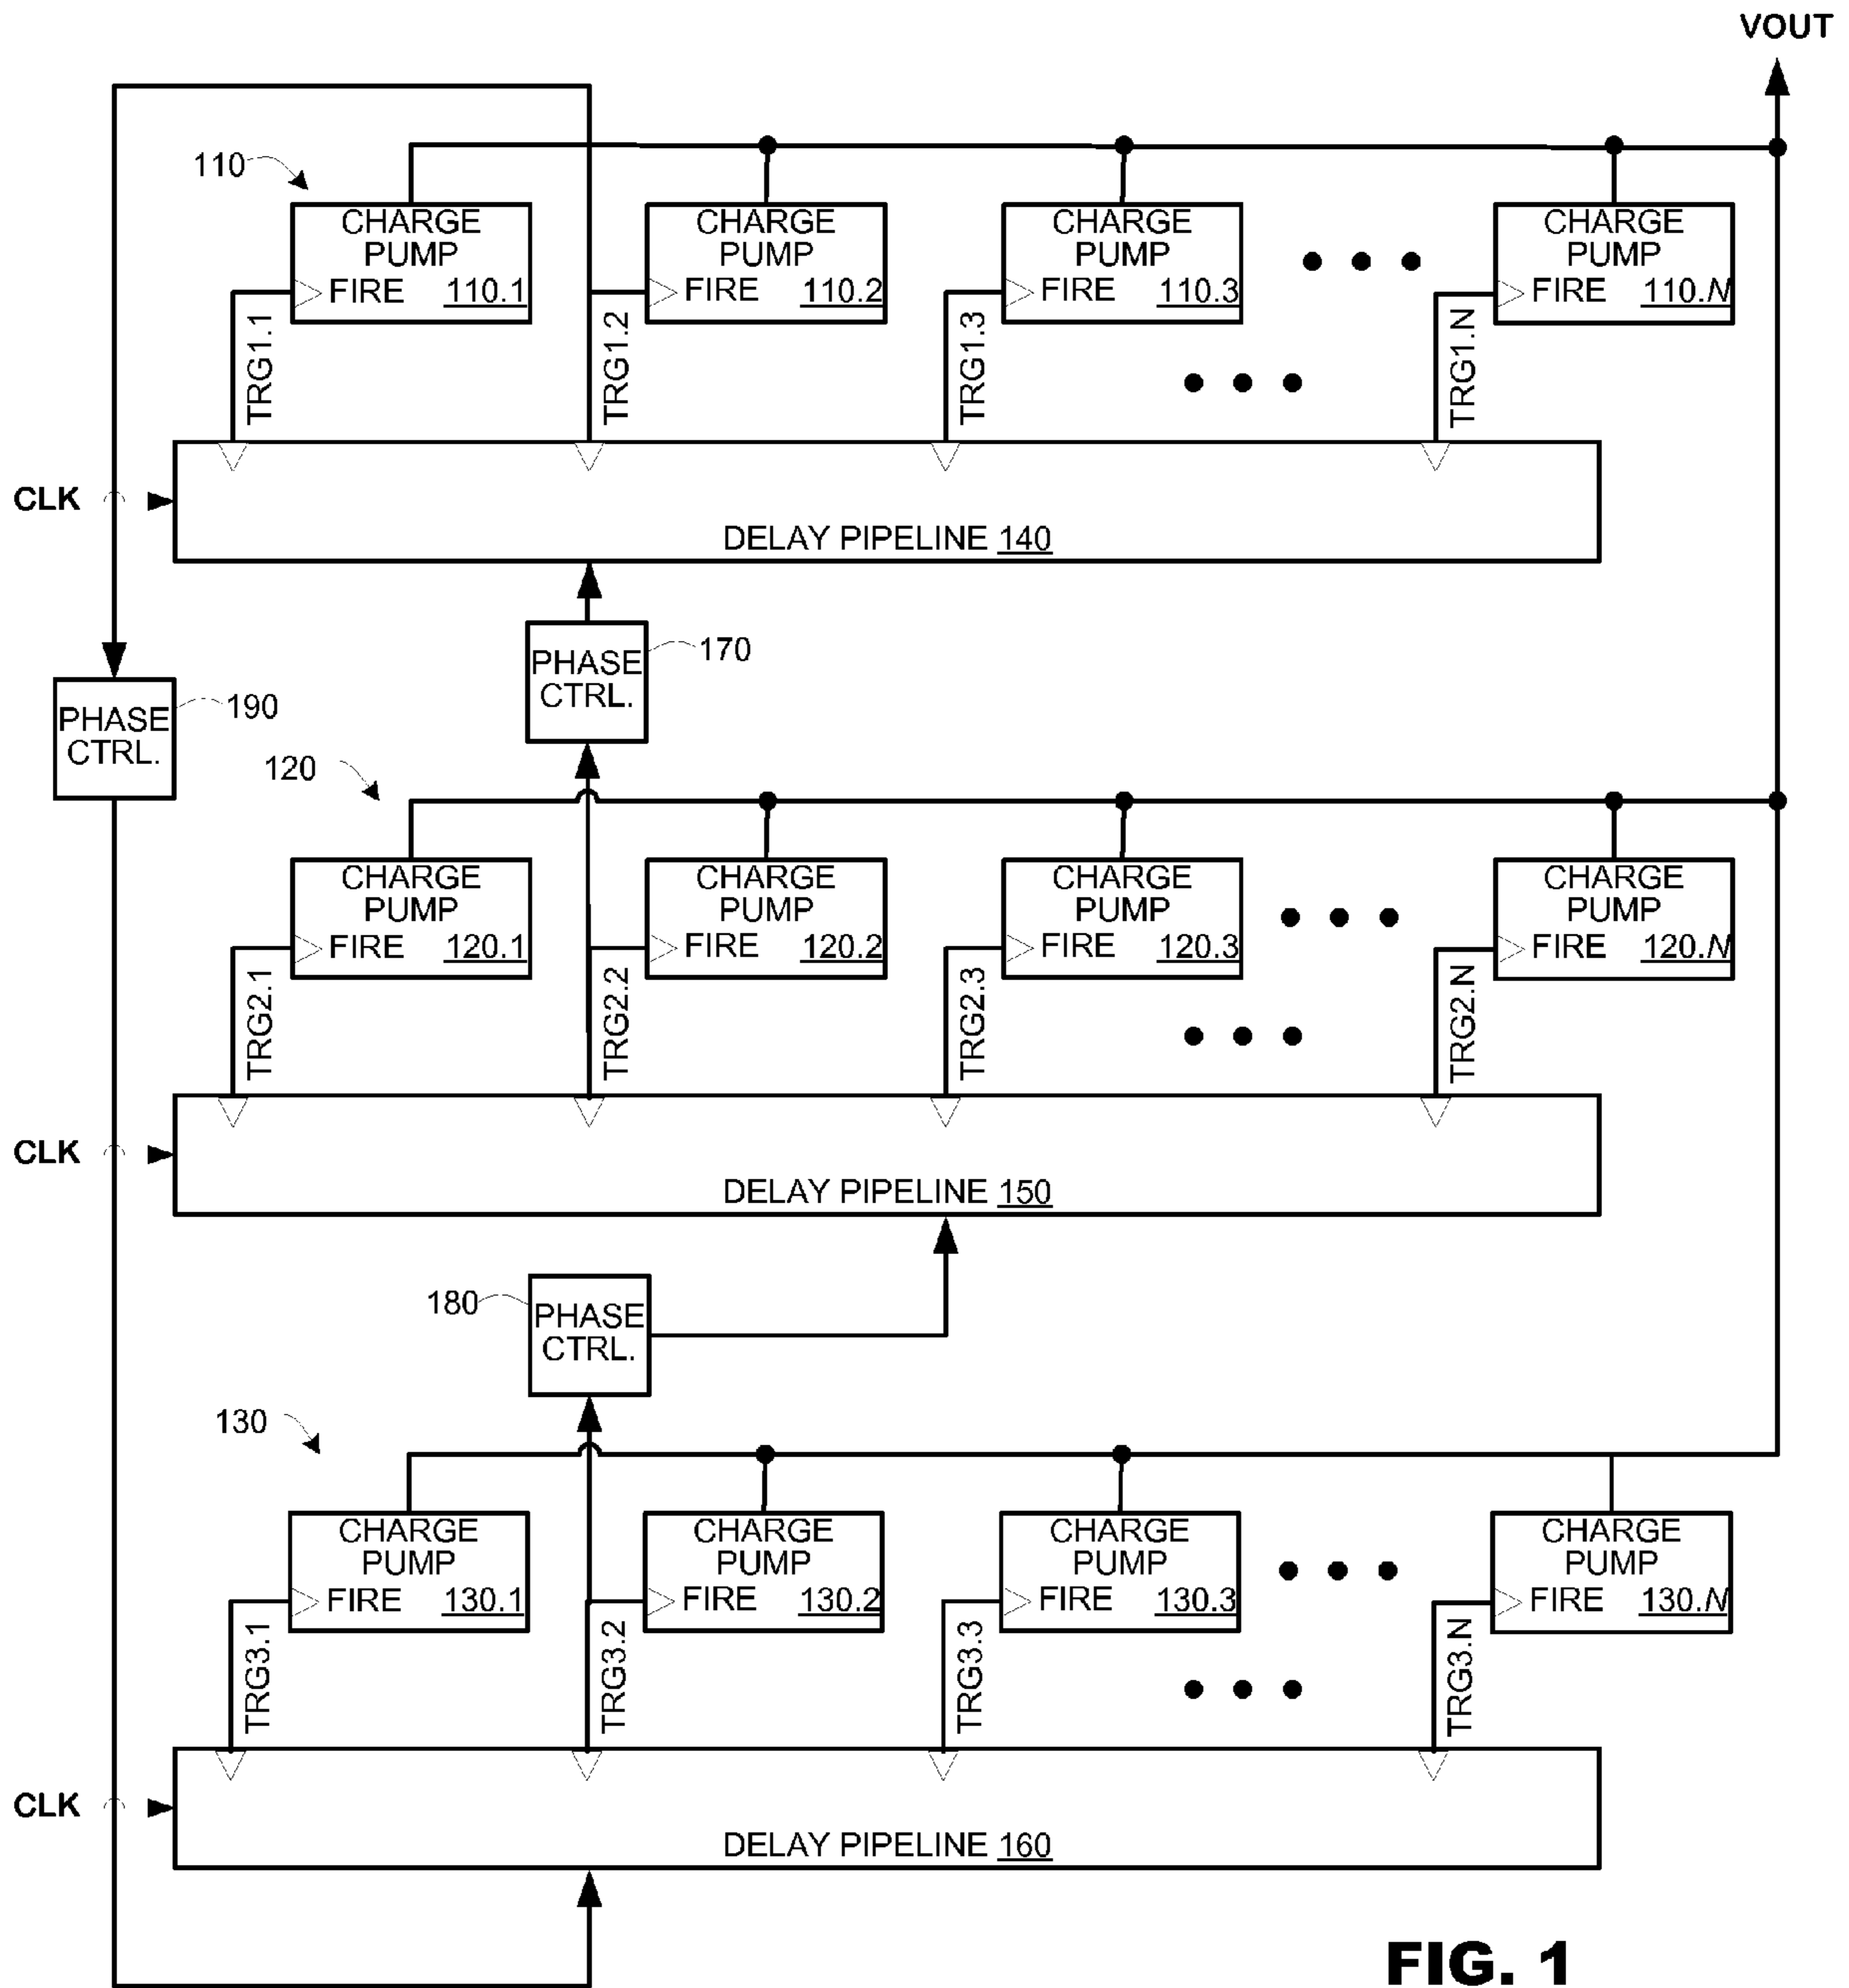 VOUT
110
CHARGE PUMP
FIRE 110.1
CHARGE PUMP
FIRE 110.2
CHARGE PUMP
FIRE 110.3
CHARGE PUMP
FIRE 110.N
TRG1.1
TRG1.2
TRG1.3
TRG1.N
CLK
DELAY PIPELINE 140
PHASE CTRL.
170
PHASE CTRL.
190
120
CHARGE PUMP
FIRE 120.1
CHARGE PUMP
FIRE 120.2
CHARGE PUMP
FIRE 120.3
CHARGE PUMP
FIRE 120.N
TRG2.1
TRG2.2
TRG2.3
TRG2.N
CLK
DELAY PIPELINE 150
180
PHASE CTRL.
130
CHARGE PUMP
FIRE 130.1
CHARGE PUMP
FIRE 130.2
CHARGE PUMP
FIRE 130.3
CHARGE PUMP
FIRE 130.N
TRG3.1
TRG3.2
TRG3.3
TRG3.N
CLK
DELAY PIPELINE 160
FIG. 1